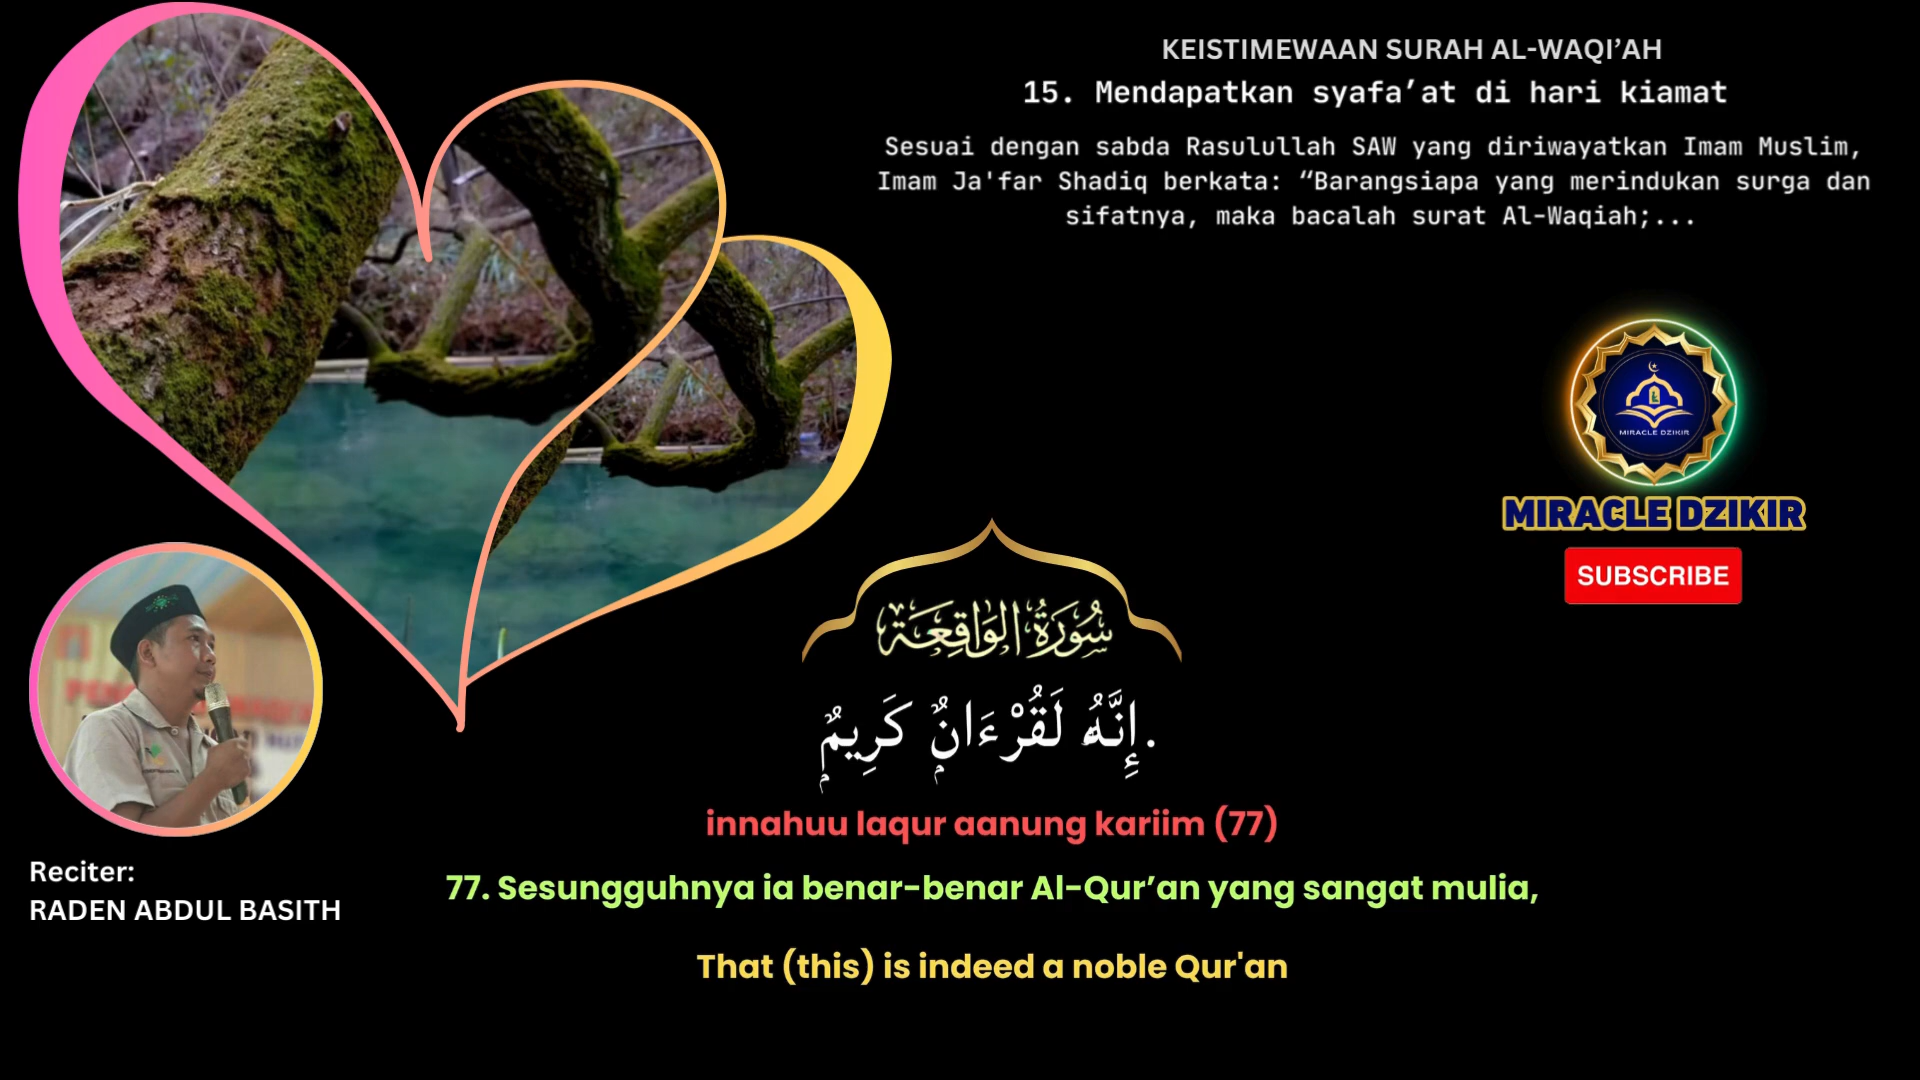 KEISTIMEWAAN SURAH AL-WAQI’AH
15. Mendapatkan syafa’at di hari kiamat
Sesuai dengan sabda Rasulullah SAW yang diriwayatkan Imam Muslim,
Imam Ja'far Shadiq berkata: “Barangsiapa yang merindukan surga dan
sifatnya, maka bacalah surat Al-Waqiah;...
MIRACLE DZIKIR
MIRACLE DZIKIR
SUBSCRIBE
سُورَةُ الوَاقِعَة
.إِنَّهُۥ لَقُرْءَانٌ كَرِيمٌ
innahuu laqur aanung kariim (77)
77. Sesungguhnya ia benar-benar Al-Qur’an yang sangat mulia,
That (this) is indeed a noble Qur'an
Reciter:
RADEN ABDUL BASITH